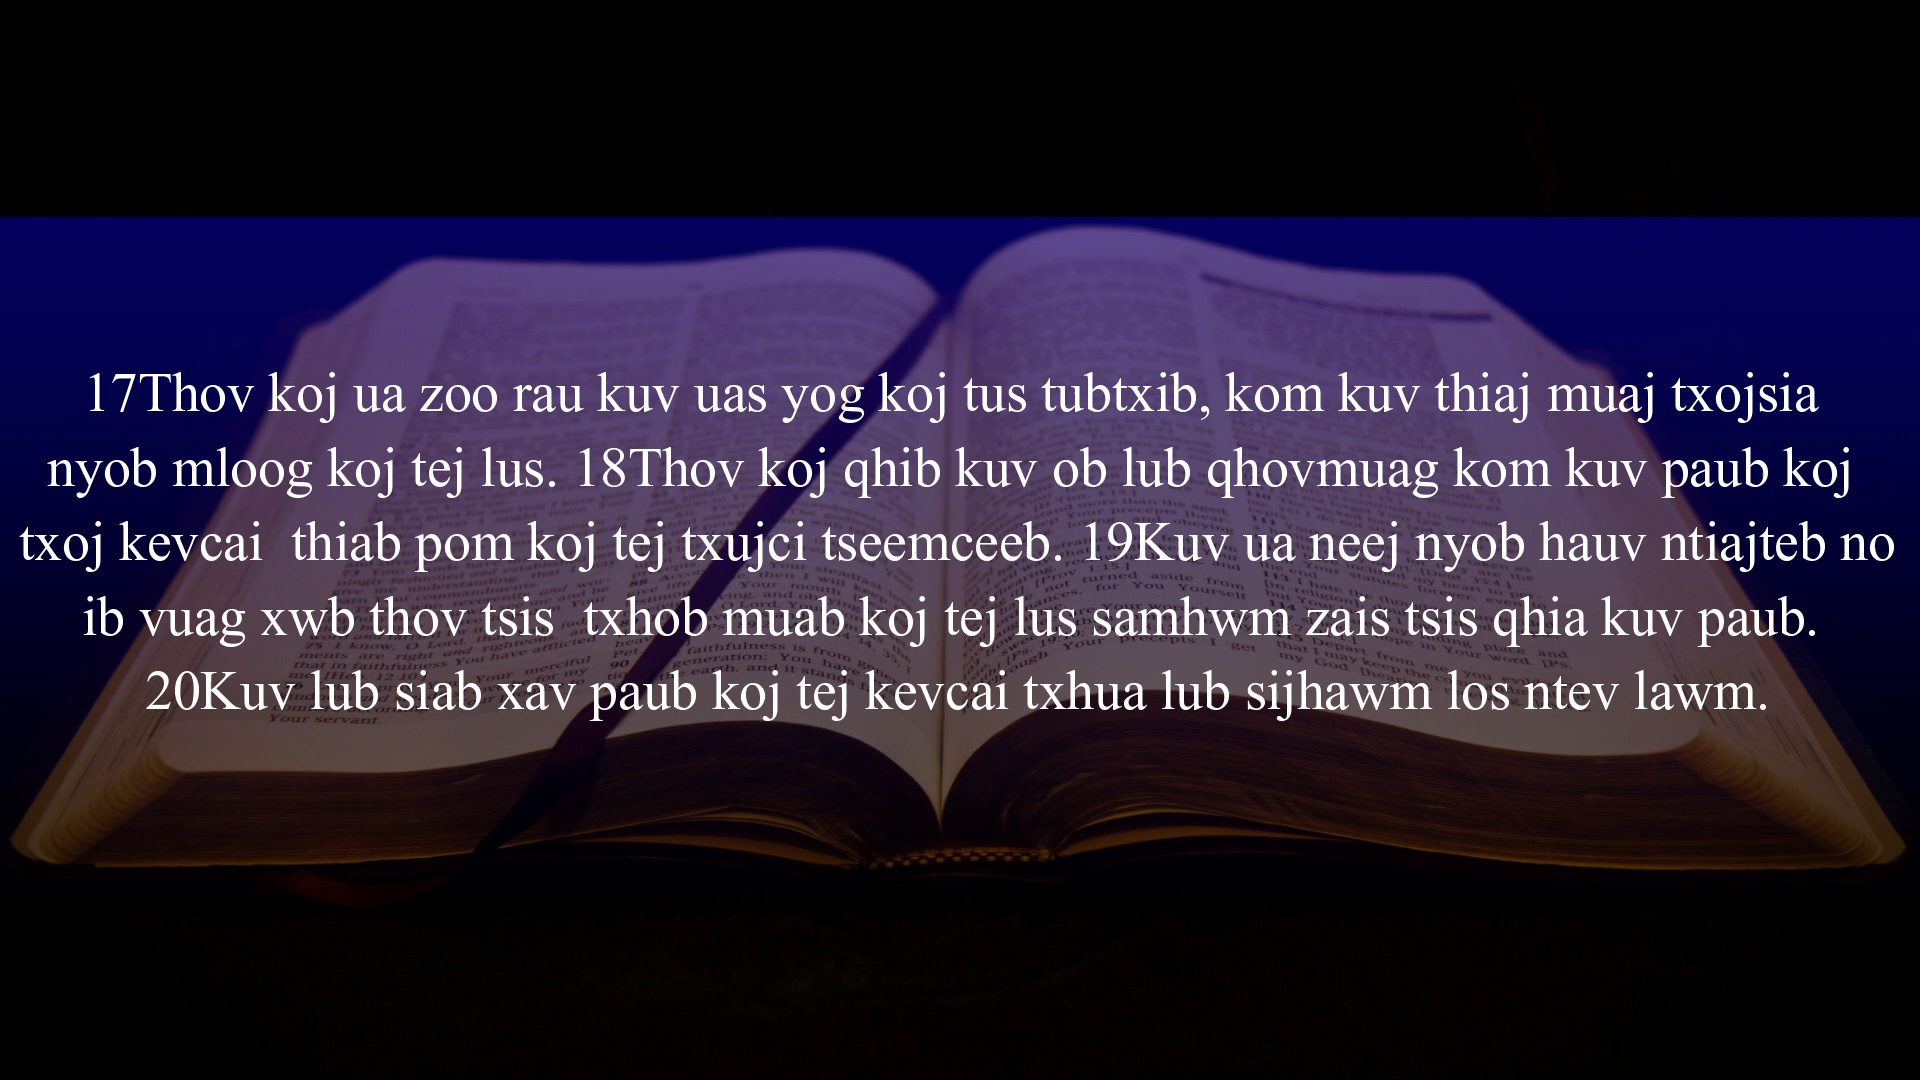 17Thov koj ua zoo rau kuv uas yog koj tus tubtxib, kom kuv thiaj muaj txojsia
nyob mloog koj tej lus. 18Thov koj qhib kuv ob lub qhovmuag kom kuv paub koj
txoj kevcai  thiab pom koj tej txujci tseemceeb. 19Kuv ua neej nyob hauv ntiajteb no
ib vuag xwb thov tsis  txhob muab koj tej lus samhwm zais tsis qhia kuv paub.
20Kuv lub siab xav paub koj tej kevcai txhua lub sijhawm los ntev lawm.